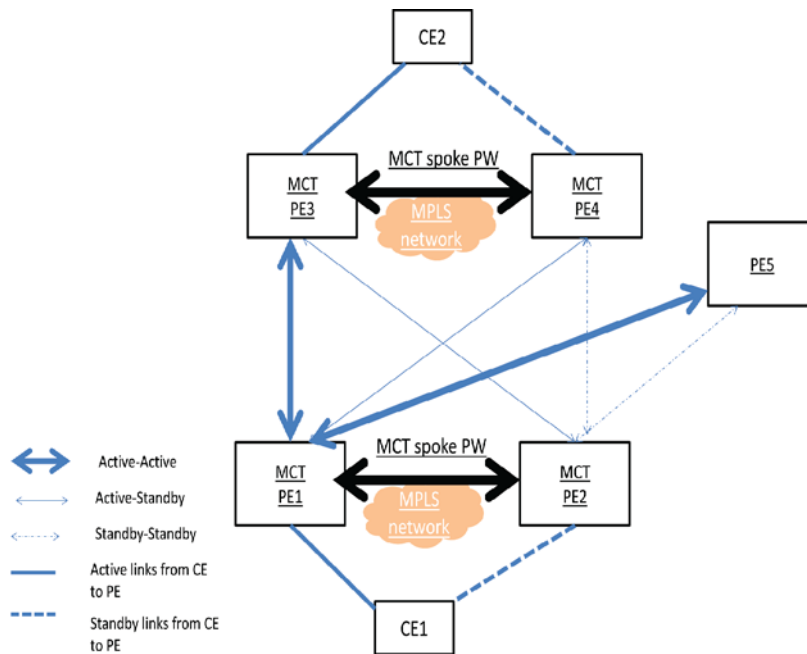 CE2
MCT spoke PW
MCT
PE3
MCT
PE4
MPLS
network
PE5
MCT spoke PW
MCT
PE1
MCT
PE2
MPLS
network
CE1
Active-Active
Active-Standby
Standby-Standby
Active links from CE
to PE
Standby links from CE
to PE